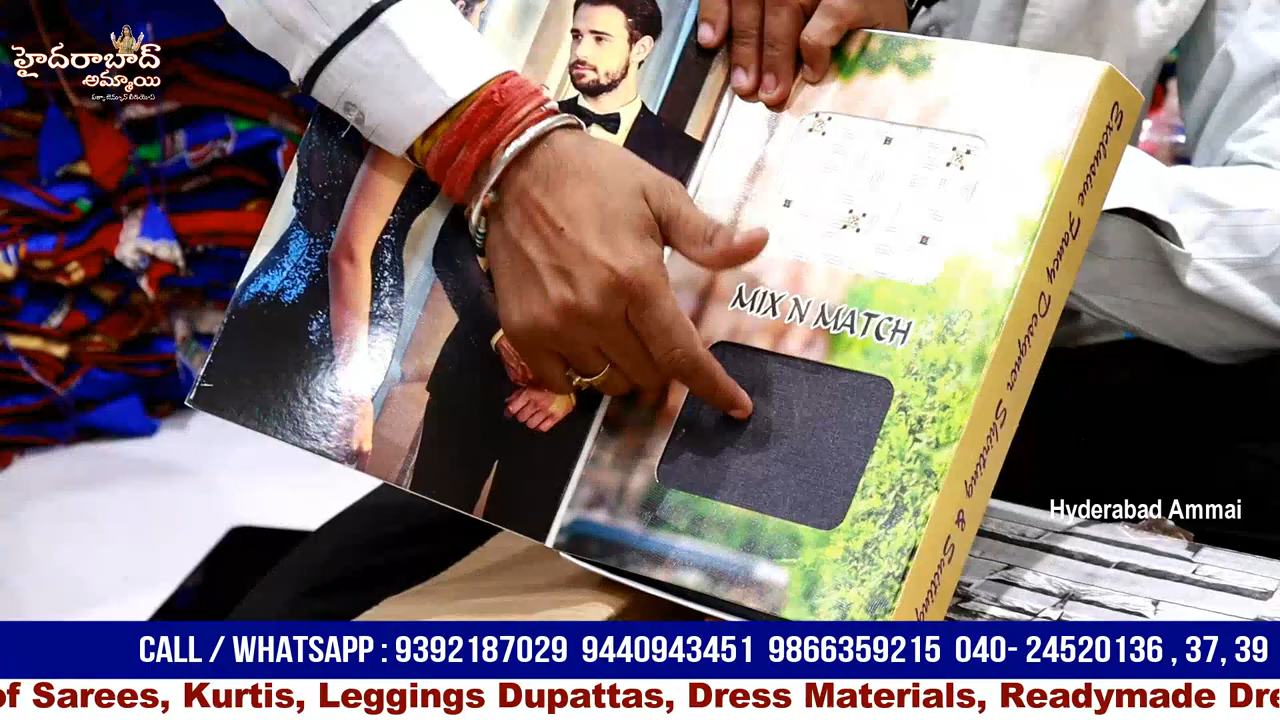 హైదరాబాద్
అమ్మాయి
MIX N MATCH
Exclusive Fancy Designer Shirting & Suiting
Hyderabad Ammai
CALL / WHATSAPP : 9392187029 9440943451 9866359215 040- 24520136 , 37, 39
of Sarees, Kurtis, Leggings Dupattas, Dress Materials, Readymade Dre